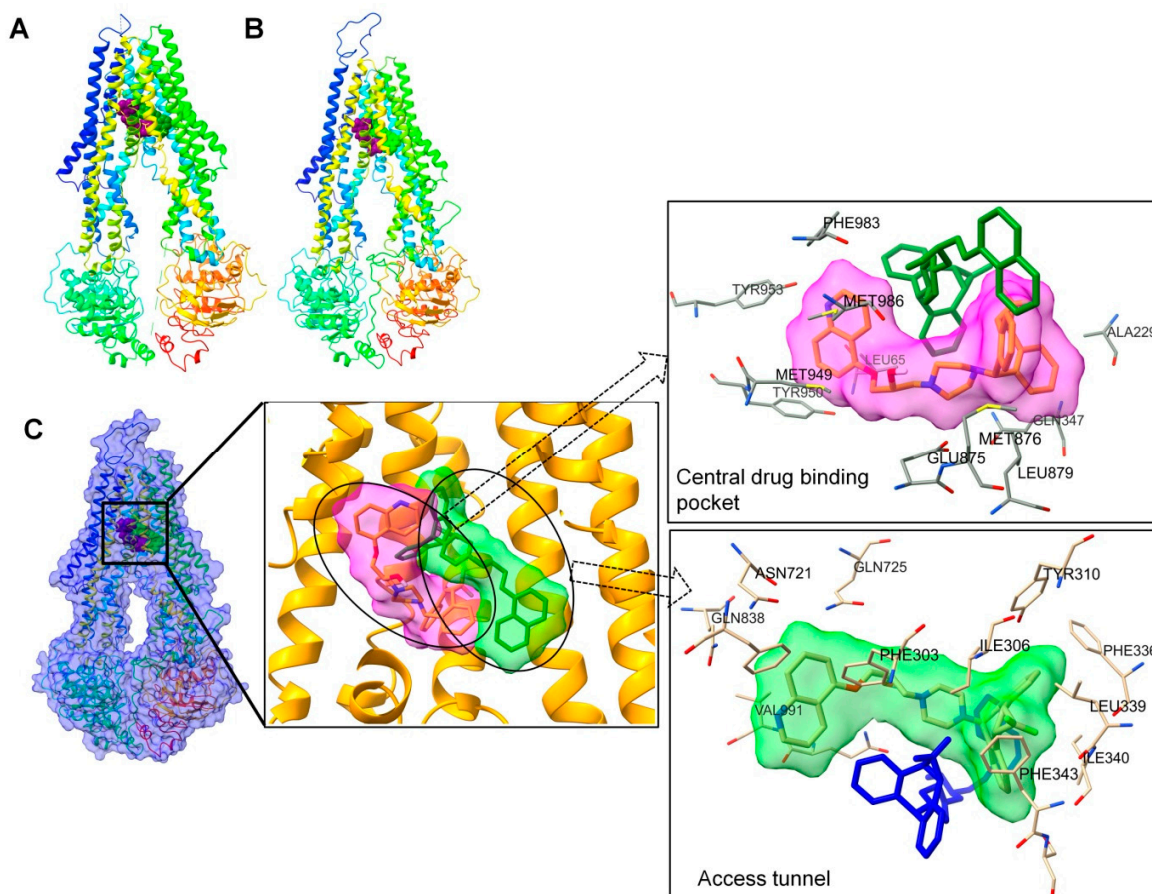 A
B
C
PHE983
TYR953
MET986
ALA229
LEU65
MET949
TYR950
GLN347
MET876
GLU875
LEU879
Central drug binding
pocket
ASN721
GLN725
TYR310
GLN838
PHE303
ILE306
PHE336
VAL991
LEU339
ILE340
PHE343
Access tunnel